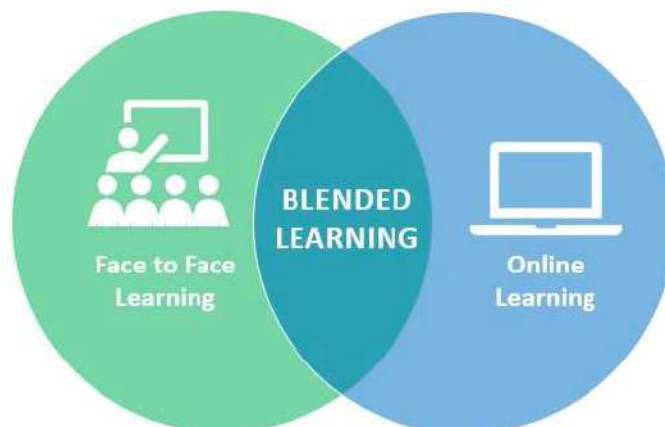 Face to Face
Learning
BLENDED
LEARNING
Online
Learning